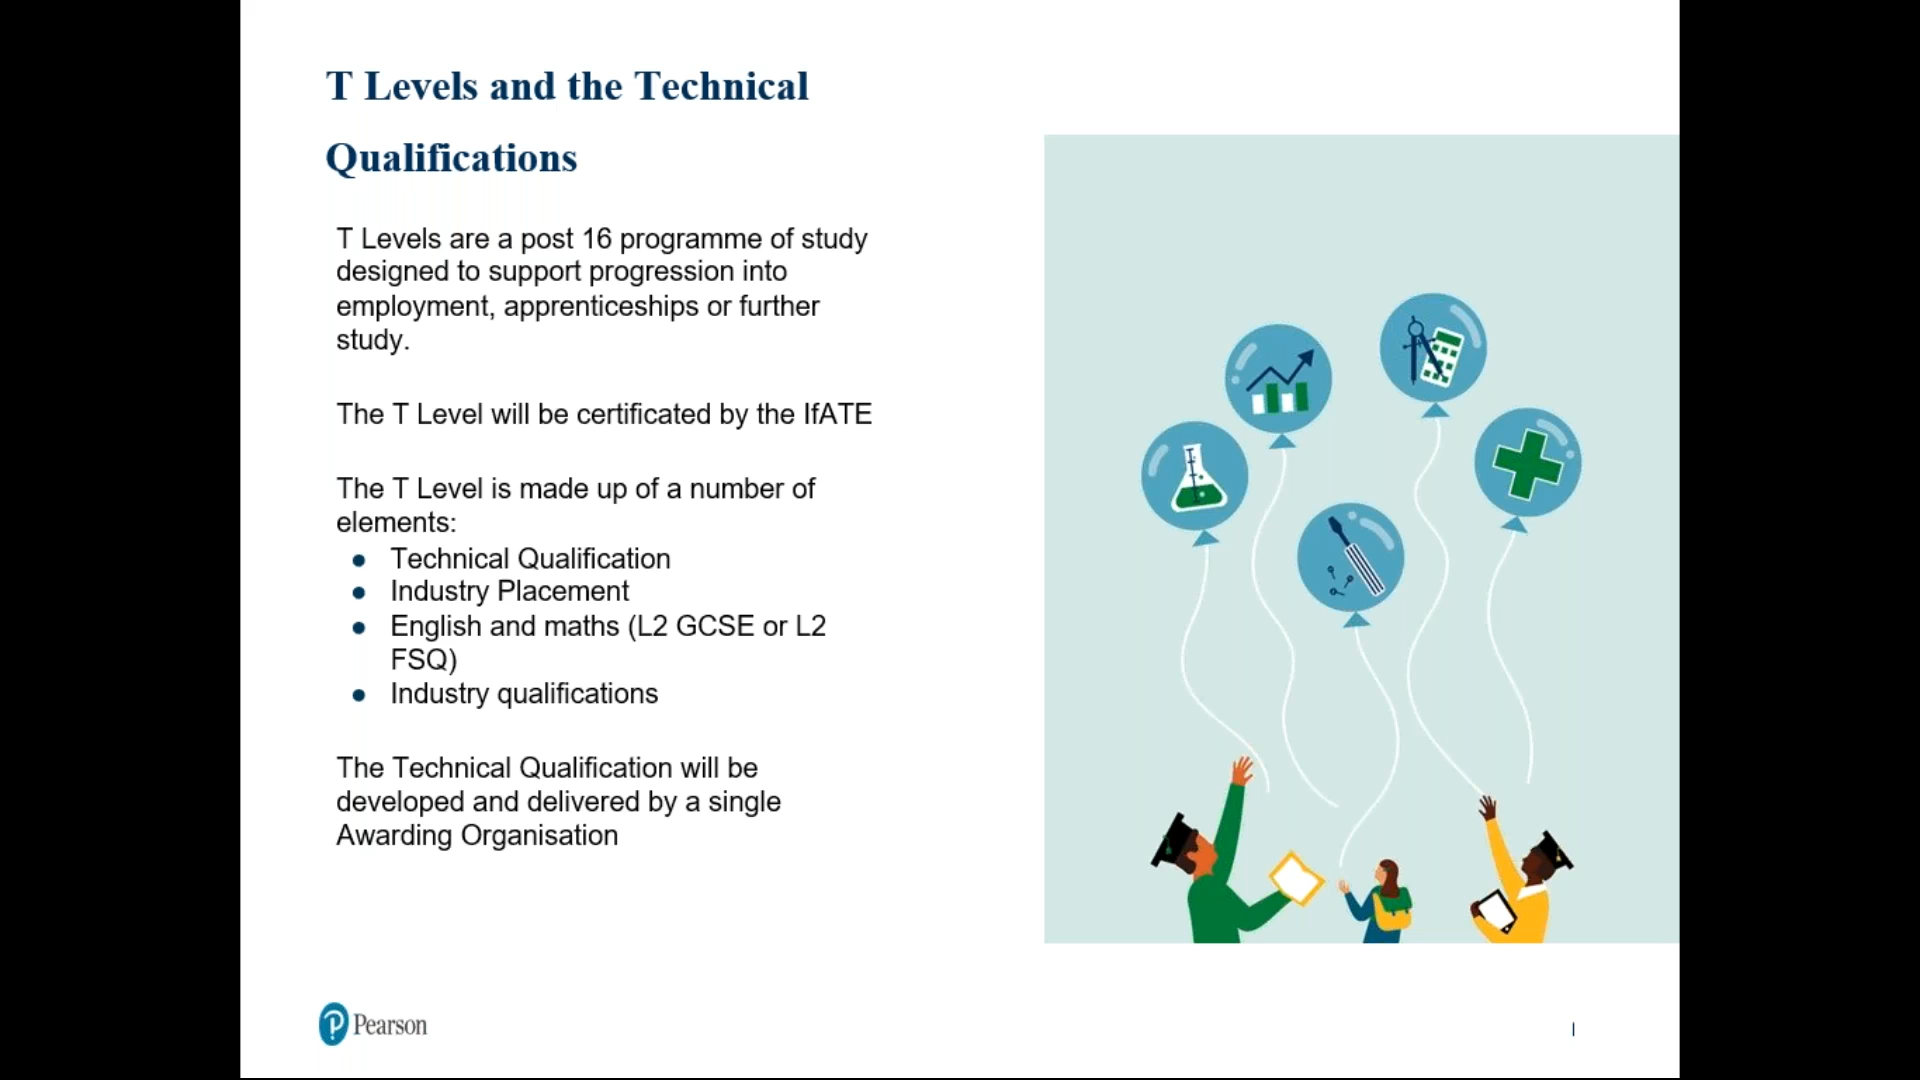 T Levels and the Technical
Qualifications
T Levels are a post 16 programme of study
designed to support progression into
employment, apprenticeships or further
study.
The T Level will be certificated by the IfATE
The T Level is made up of a number of
elements:
● Technical Qualification
● Industry Placement
● English and maths (L2 GCSE or L2
FSQ)
● Industry qualifications
The Technical Qualification will be
developed and delivered by a single
Awarding Organisation
Pearson